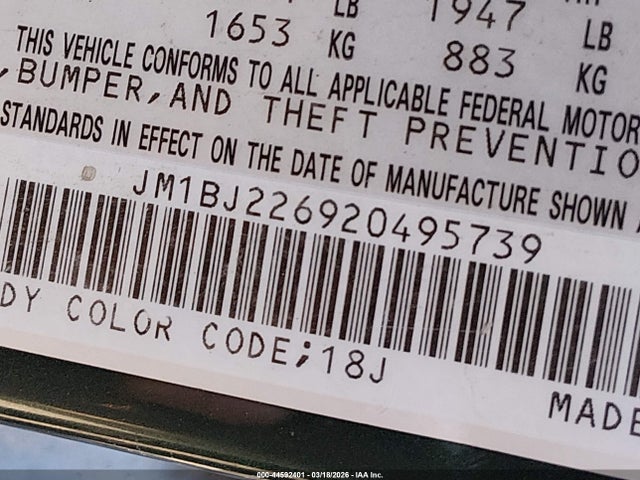 LB 1947
1653 KG 883 LB
KG
THIS VEHICLE CONFORMS TO ALL APPLICABLE FEDERAL MOTOR
,BUMPER,AND THEFT PREVENTIO
STANDARDS IN EFFECT ON THE DATE OF MANUFACTURE SHOWN
JM1BJ226920495739
DY COLOR CODE;18J
MADE
000-44592401 - 03/18/2026 - IAA Inc.